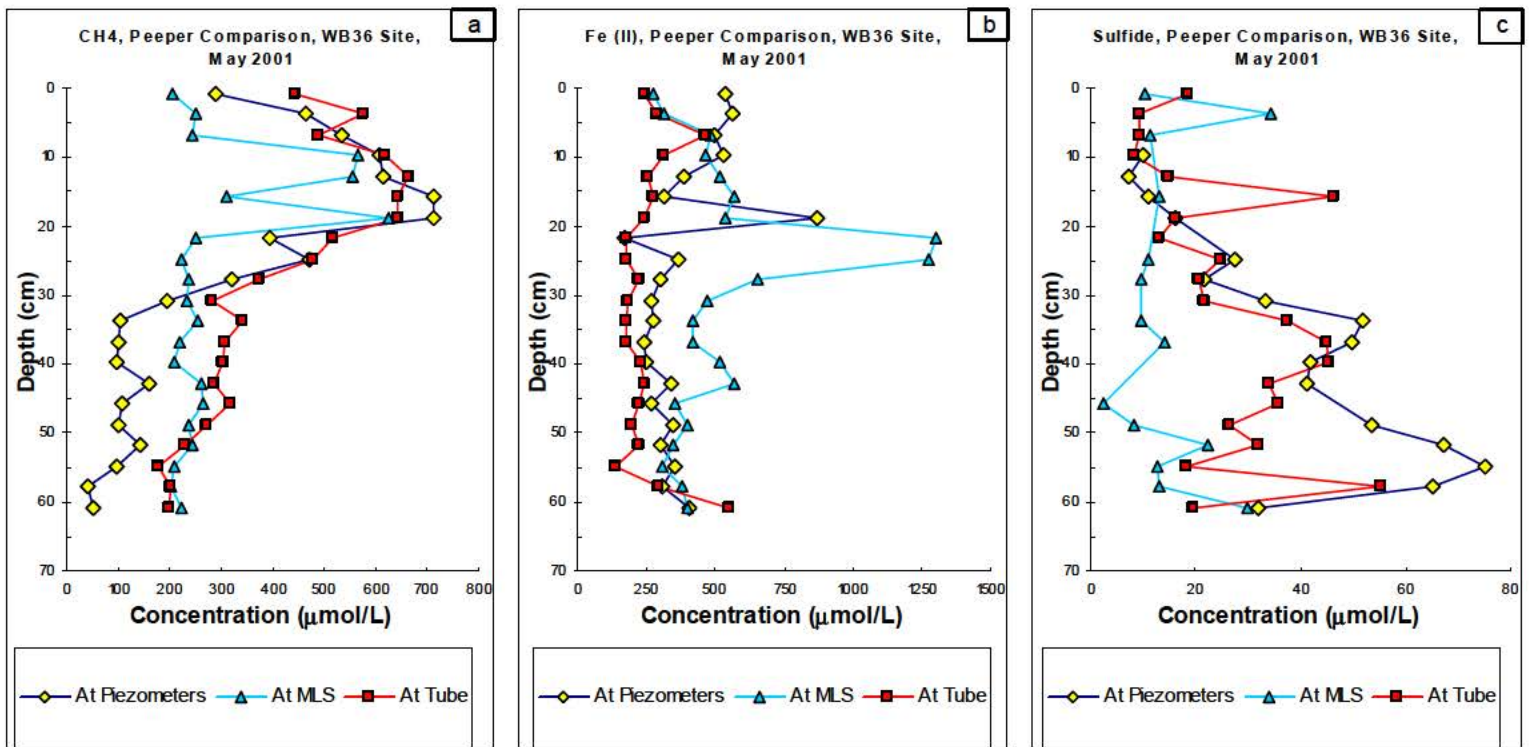 a
CH4, Peeper Comparison, WB36 Site,
May 2001
0
10
20
30
40
50
60
70
Depth (cm)
0 100 200 300 400 500 600 700 800
Concentration (μmol/L)
At Piezometers At MLS At Tube
b
Fe (II), Peeper Comparison, WB36 Site,
May 2001
0
10
20
30
40
50
60
70
Depth (cm)
0 250 500 750 1000 1250 1500
Concentration (μmol/L)
At Piezometers At MLS At Tube
c
Sulfide, Peeper Comparison, WB36 Site,
May 2001
0
10
20
30
40
50
60
70
Depth (cm)
0 20 40 60 80
Concentration (μmol/L)
At Piezometers At MLS At Tube